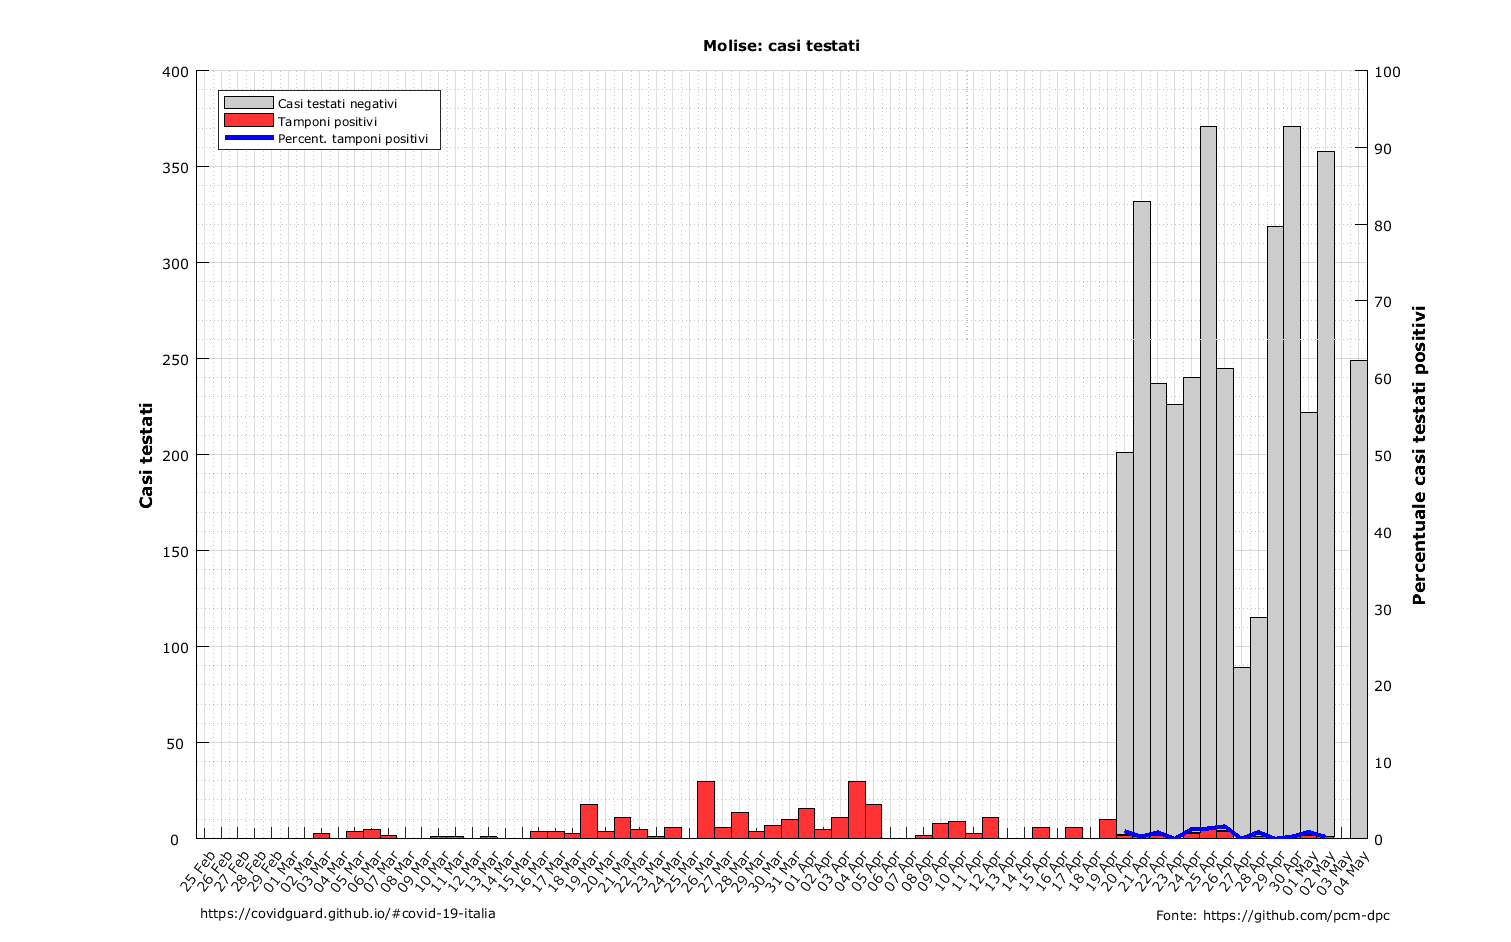 Molise: casi testati
Casi testati negativi
Tamponi positivi
Percent. tamponi positivi
Casi testati
400
350
300
250
200
150
100
50
0
Percentuale casi testati positivi
100
90
80
70
60
50
40
30
20
10
0
25 Feb
26 Feb
27 Feb
28 Feb
29 Feb
01 Mar
02 Mar
03 Mar
04 Mar
05 Mar
06 Mar
07 Mar
08 Mar
09 Mar
10 Mar
11 Mar
12 Mar
13 Mar
14 Mar
15 Mar
16 Mar
17 Mar
18 Mar
19 Mar
20 Mar
21 Mar
22 Mar
23 Mar
24 Mar
25 Mar
26 Mar
27 Mar
28 Mar
29 Mar
30 Mar
31 Mar
01 Apr
02 Apr
03 Apr
04 Apr
05 Apr
06 Apr
07 Apr
08 Apr
09 Apr
10 Apr
11 Apr
12 Apr
13 Apr
14 Apr
15 Apr
16 Apr
17 Apr
18 Apr
19 Apr
20 Apr
21 Apr
22 Apr
23 Apr
24 Apr
25 Apr
26 Apr
27 Apr
28 Apr
29 Apr
30 Apr
01 May
02 May
03 May
04 May
https://covidguard.github.io/#covid-19-italia
Fonte: https://github.com/pcm-dpc